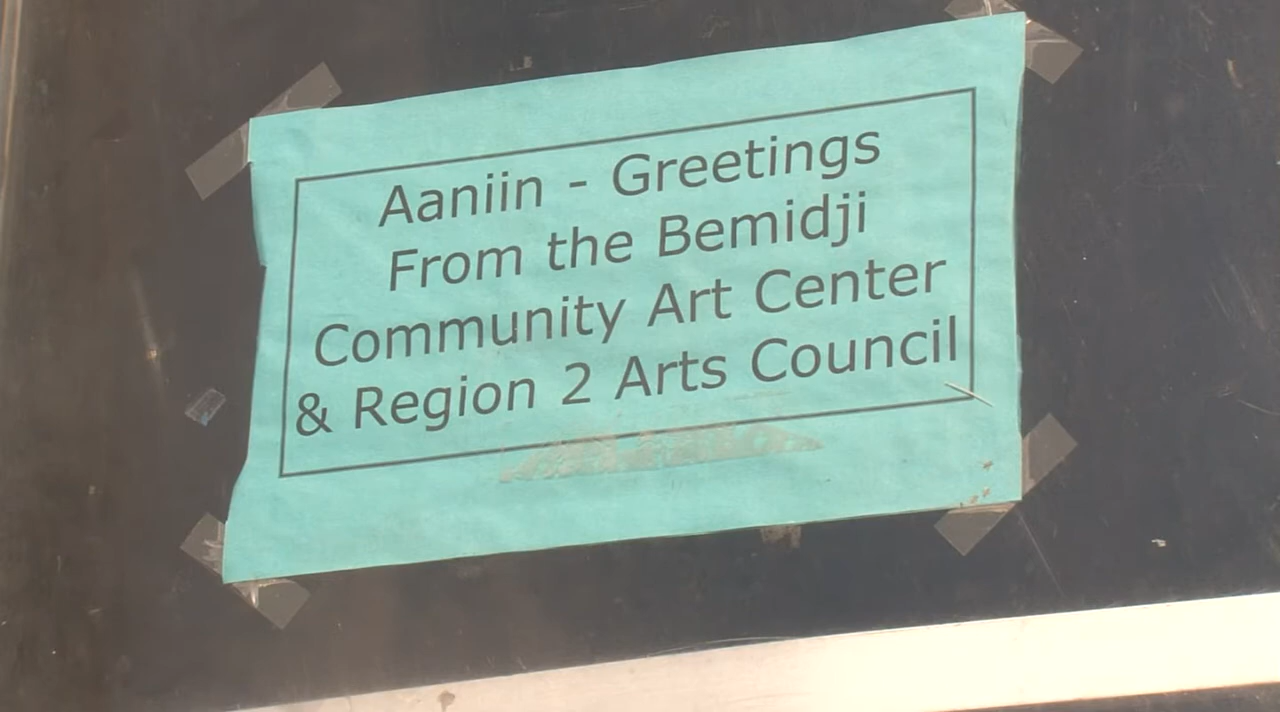 Aaniin - Greetings
From the Bemidji
Community Art Center
& Region 2 Arts Council